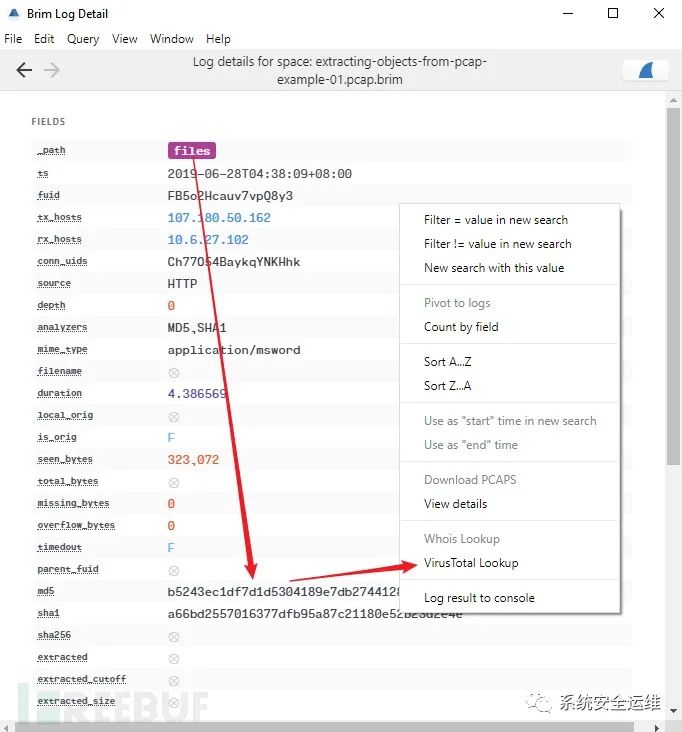 Brim Log Detail
File Edit Query View Window Help
Log details for space: extracting-objects-from-pcap-
example-01.pcap.brim
FIELDS
_path files
ts 2019-06-28T04:38:09+08:00
fuid FB5o2Hcauv7vpQ8y3
tx_hosts 107.180.50.162
rx_hosts 10.6.27.102
conn_uids Ch77O54BaykqYNKHhk
source HTTP
depth 0
analyzers MD5,SHA1
mime_type application/msword
filename
duration 4.386569
local_orig
is_orig F
seen_bytes 323,072
total_bytes
missing_bytes 0
overflow_bytes 0
timedout F
parent_fuid
md5 b5243ec1df7d1d5304189e7db2744128
sha1 a66bd2557016377dfb95a87c21180e52b23d2e4e
sha256
extracted
extracted_cutoff
extracted_size
Filter = value in new search
Filter != value in new search
New search with this value
Pivot to logs
Count by field
Sort A...Z
Sort Z...A
Use as "start" time in new search
Use as "end" time
Download PCAPS
View details
Whois Lookup
VirusTotal Lookup
Log result to console
REEBUF
系统安全运维